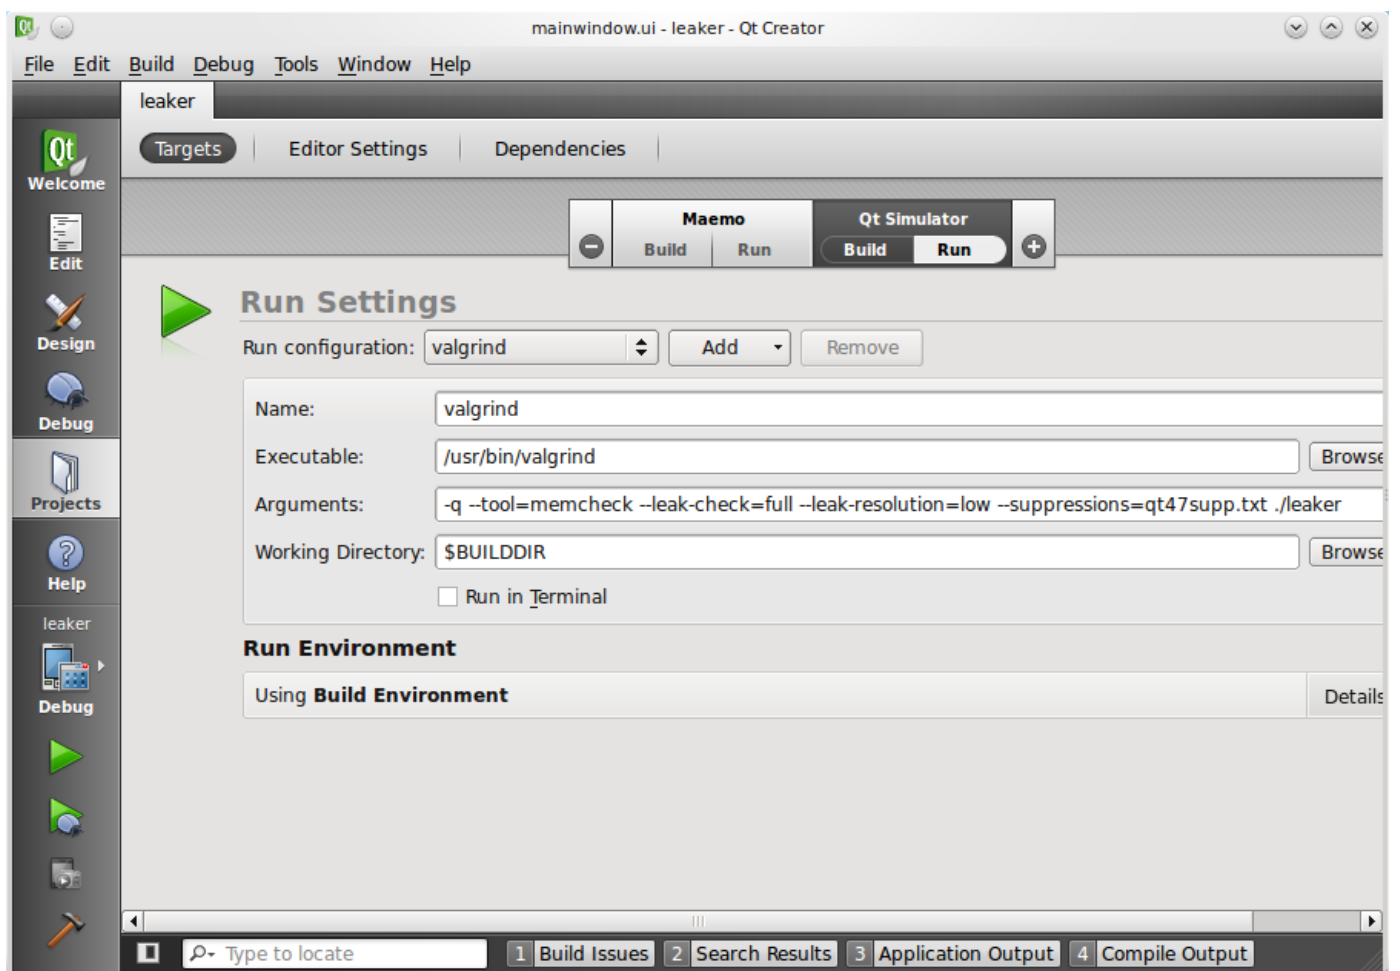 mainwindow.ui - leaker - Qt Creator
File Edit Build Debug Tools Window Help
leaker
Targets Editor Settings Dependencies
Qt
Welcome
Edit
Design
Debug
Projects
Help
leaker
Debug
Maemo Qt Simulator
Build Run Build Run
Run Settings
Run configuration: valgrind Add Remove
Name: valgrind
Executable: /usr/bin/valgrind Browse
Arguments: -q --tool=memcheck --leak-check=full --leak-resolution=low --suppressions=qt47supp.txt ./leaker
Working Directory: $BUILDDIR Browse
Run in Terminal
Run Environment
Using Build Environment Details
Type to locate 1 Build Issues 2 Search Results 3 Application Output 4 Compile Output